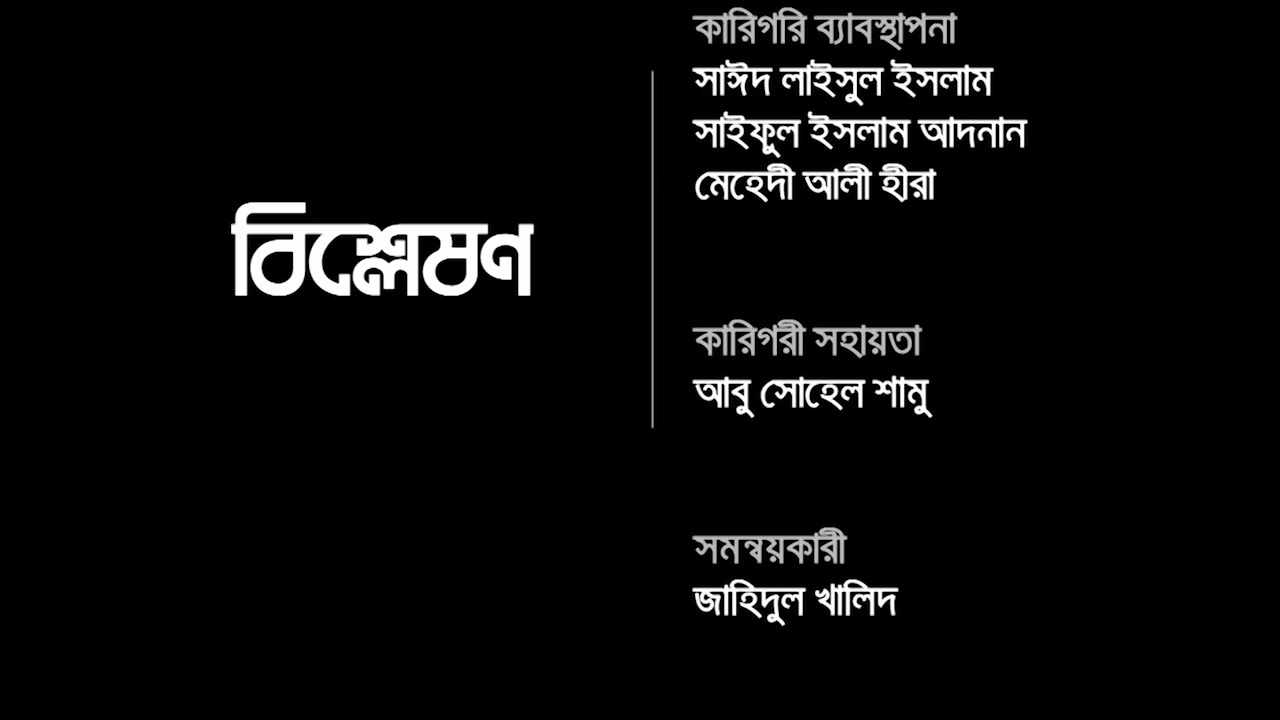 বিশ্লেষণ
কারিগরি ব্যাবস্থাপনা
সাঈদ লাইসুল ইসলাম
সাইফুল ইসলাম আদনান
মেহেদী আলী হীরা
কারিগরী সহায়তা
আবু সোহেল শামু
সমন্বয়কারী
জাহিদুল খালিদ